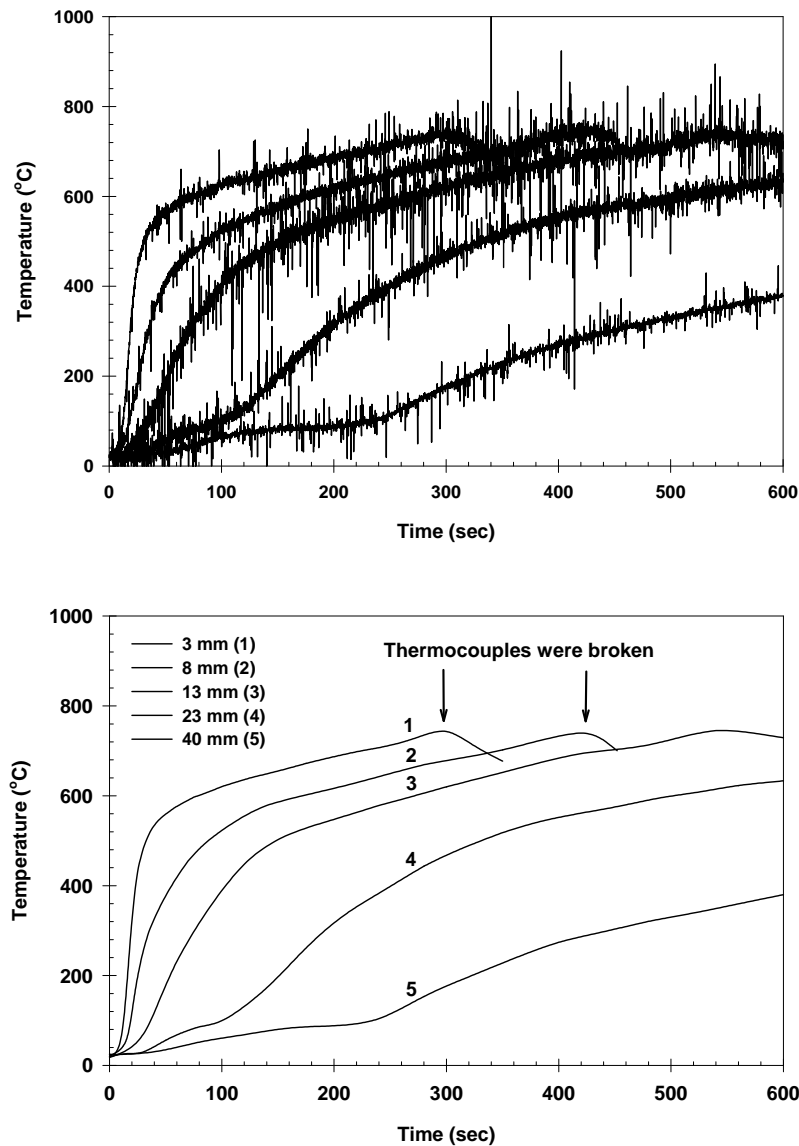 1000
800
600
400
200
0
Temperature (°C)
0 100 200 300 400 500 600
Time (sec)
1000
800
600
400
200
0
Temperature (°C)
3 mm (1)
8 mm (2)
13 mm (3)
23 mm (4)
40 mm (5)
Thermocouples were broken
1
2
3
4
5
0 100 200 300 400 500 600
Time (sec)